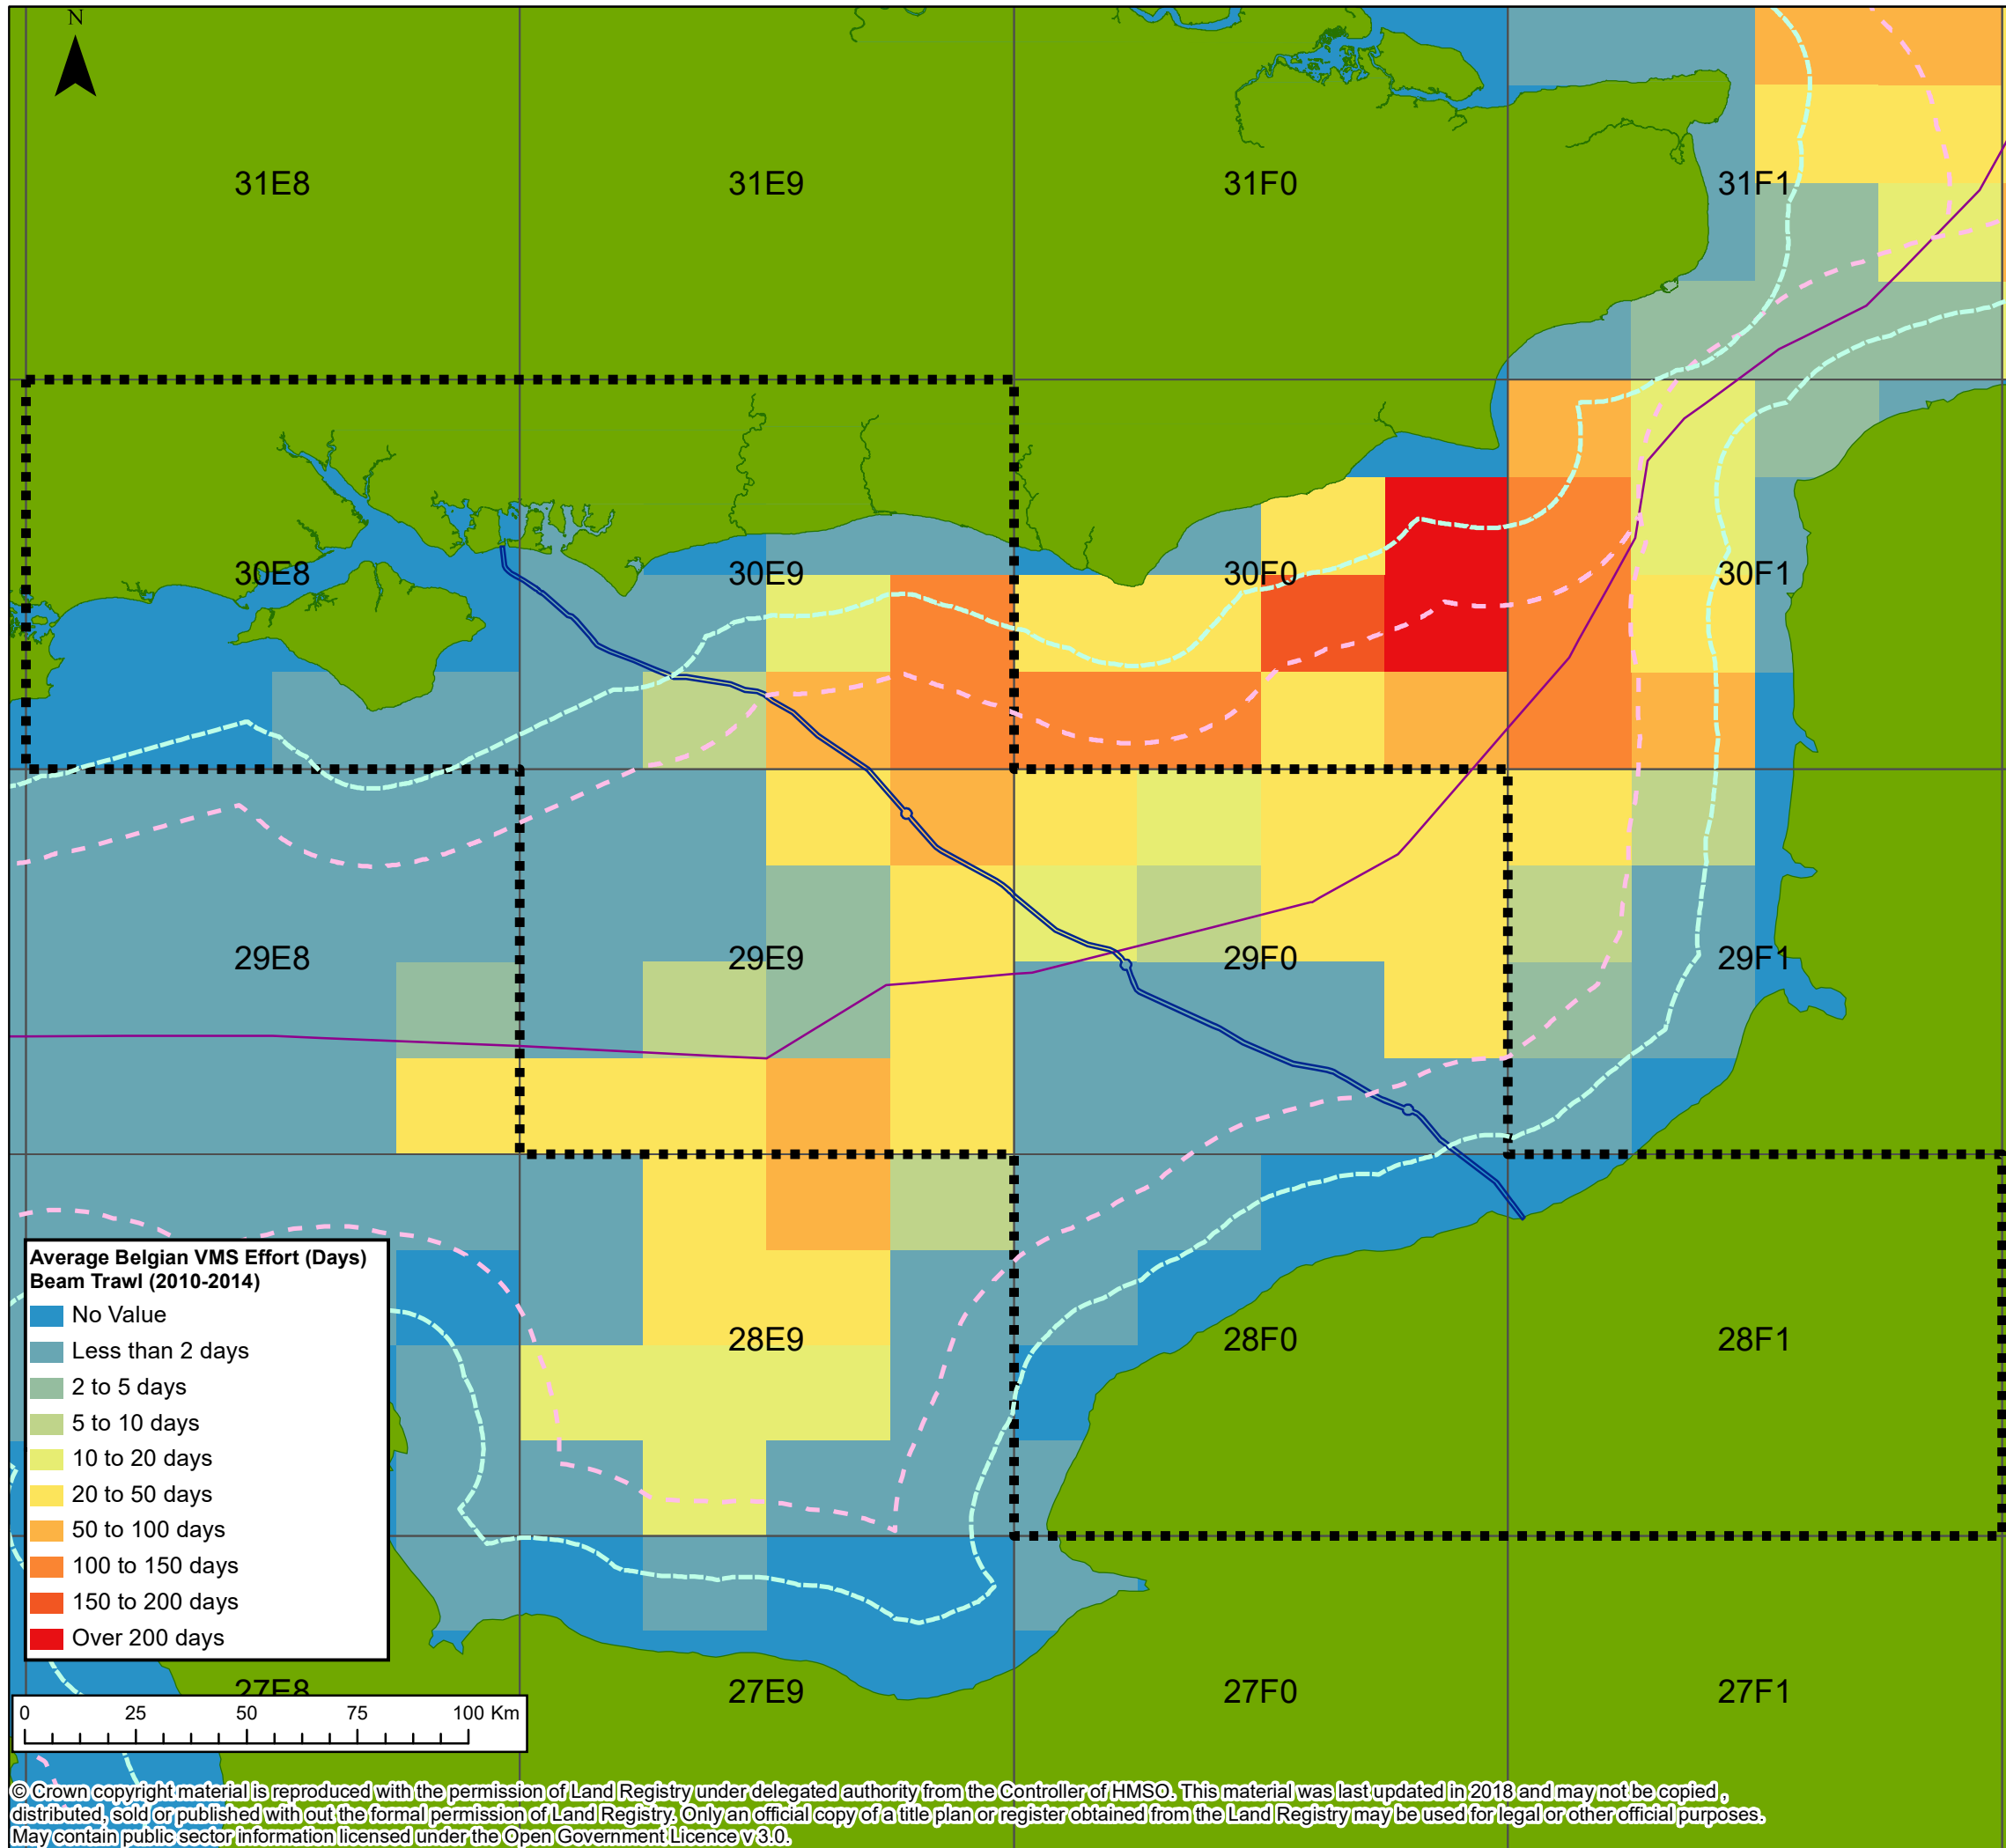 N
31E8
31E9
31F0
31F1
30E8
30E9
30F0
30F1
29E8
29E9
29F0
29F1
28E9
28F0
28F1
Average Belgian VMS Effort (Days)
Beam Trawl (2010-2014)
No Value
Less than 2 days
2 to 5 days
5 to 10 days
10 to 20 days
20 to 50 days
50 to 100 days
100 to 150 days
150 to 200 days
Over 200 days
27E8
27E9
27F0
27F1
0 25 50 75 100 Km
© Crown copyright material is reproduced with the permission of Land Registry under delegated authority from the Controller of HMSO. This material was last updated in 2018 and may not be copied ,
distributed, sold or published with out the formal permission of Land Registry. Only an official copy of a title plan or register obtained from the Land Registry may be used for legal or other official purposes.
May contain public sector information licensed under the Open Government Licence v 3.0.